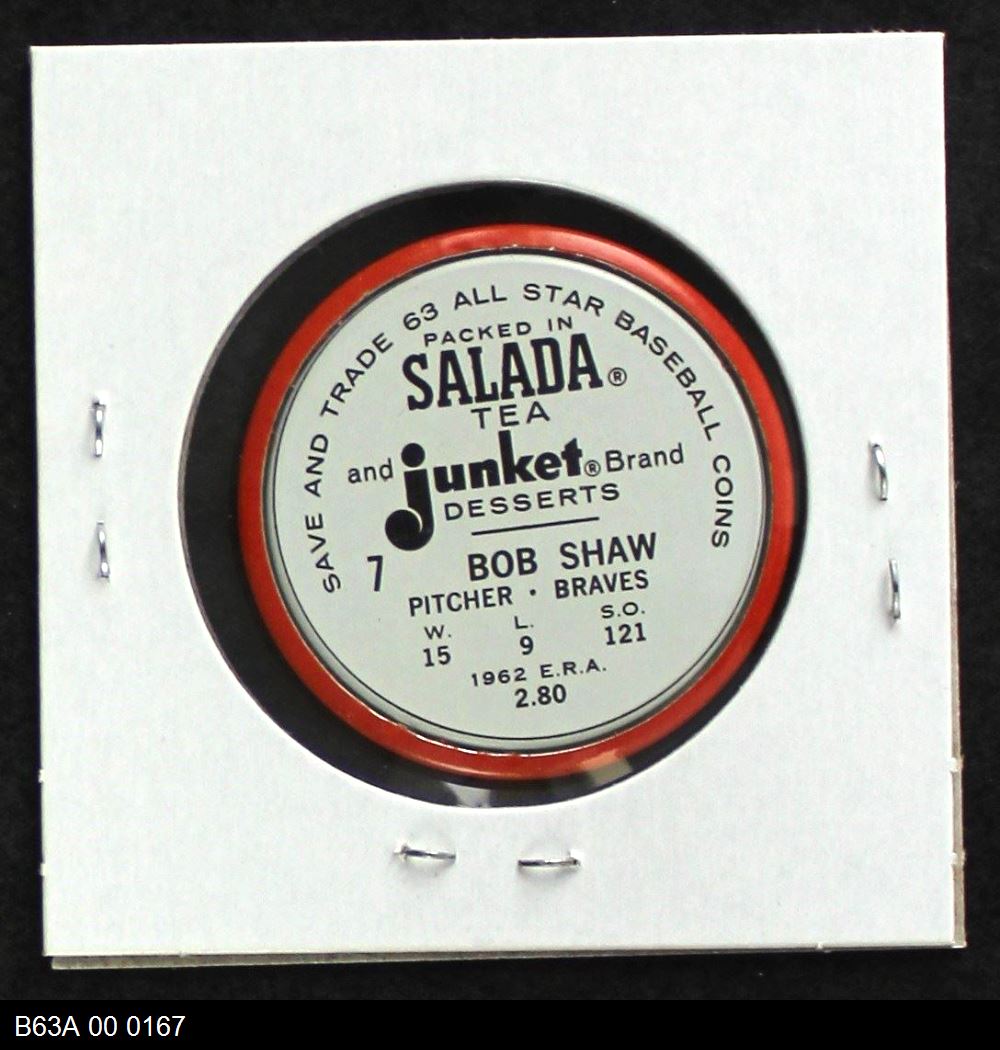 SAVE AND TRADE 63 ALL STAR BASEBALL COINS
PACKED IN
SALADA®
TEA
and junket® Brand
DESSERTS
7 BOB SHAW
PITCHER · BRAVES
W. L. S.O.
15 9 121
1962 E.R.A.
2.80
B63A 00 0167